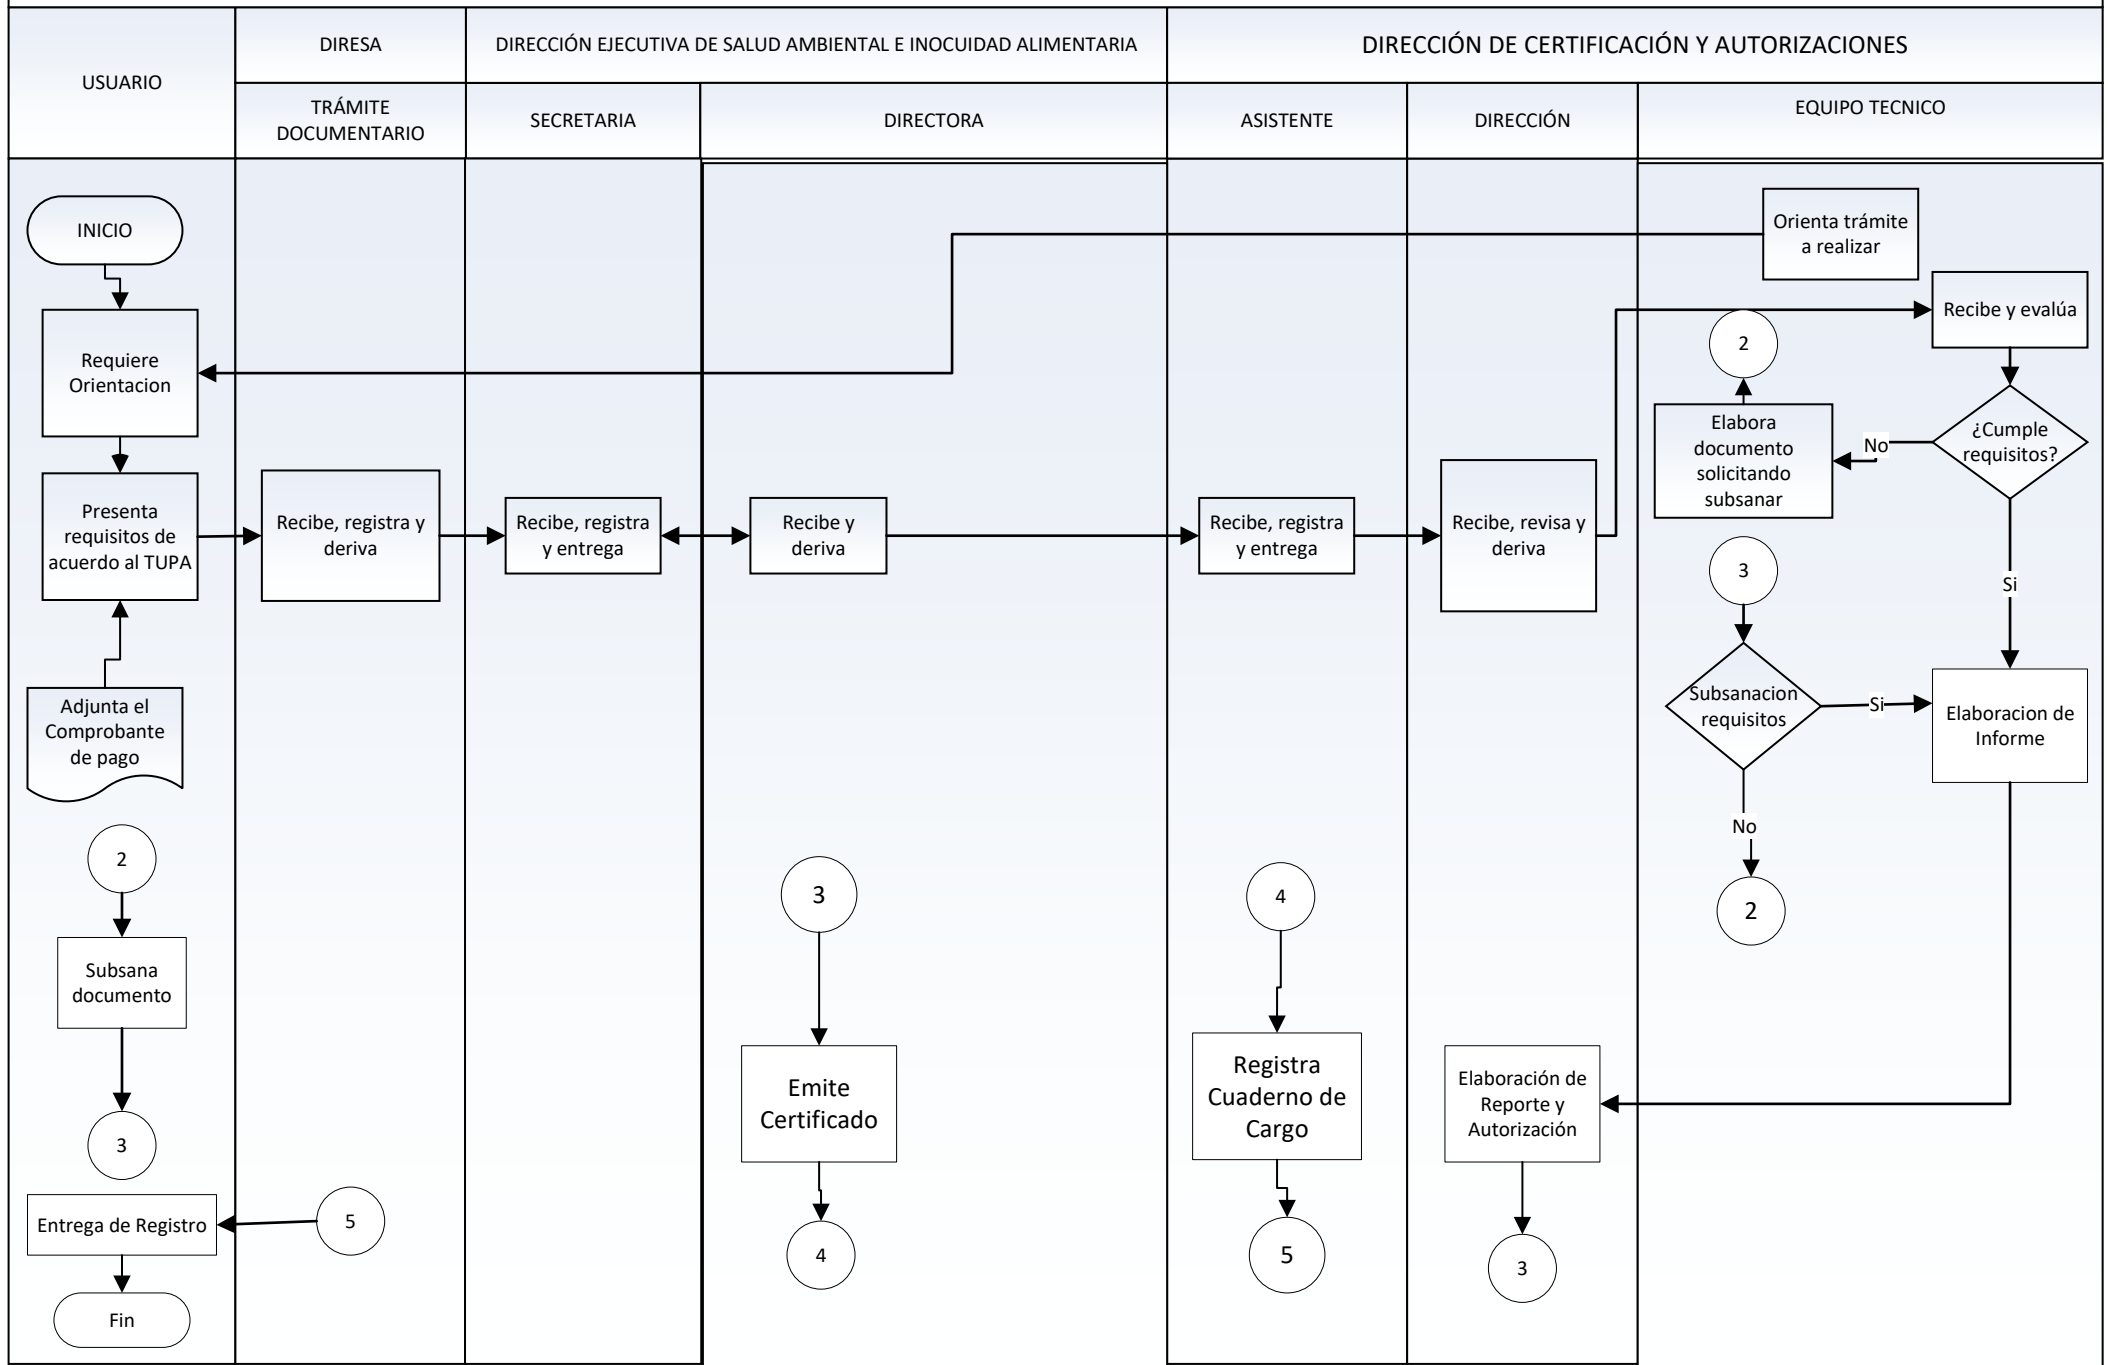 USUARIO
DIRESA
DIRECCIÓN EJECUTIVA DE SALUD AMBIENTAL E INOCUIDAD ALIMENTARIA
DIRECCIÓN DE CERTIFICACIÓN Y AUTORIZACIONES
TRÁMITE
DOCUMENTARIO
SECRETARIA
DIRECTORA
ASISTENTE
DIRECCIÓN
EQUIPO TECNICO
INICIO
Orienta trámite
a realizar
Recibe y evalúa
Requiere
Orientacion
2
Elabora
documento
solicitando
subsanar
No
¿Cumple
requisitos?
Presenta
requisitos de
acuerdo al TUPA
Recibe, registra y
deriva
Recibe, registra
y entrega
Recibe y
deriva
Recibe, registra
y entrega
Recibe, revisa y
deriva
3
Si
Adjunta el
Comprobante
de pago
Subsanacion
requisitos
Si
Elaboracion de
Informe
No
2
2
3
4
Subsana
documento
3
Emite
Certificado
Registra
Cuaderno de
Cargo
Elaboración de
Reporte y
Autorización
Entrega de Registro
5
4
5
3
Fin